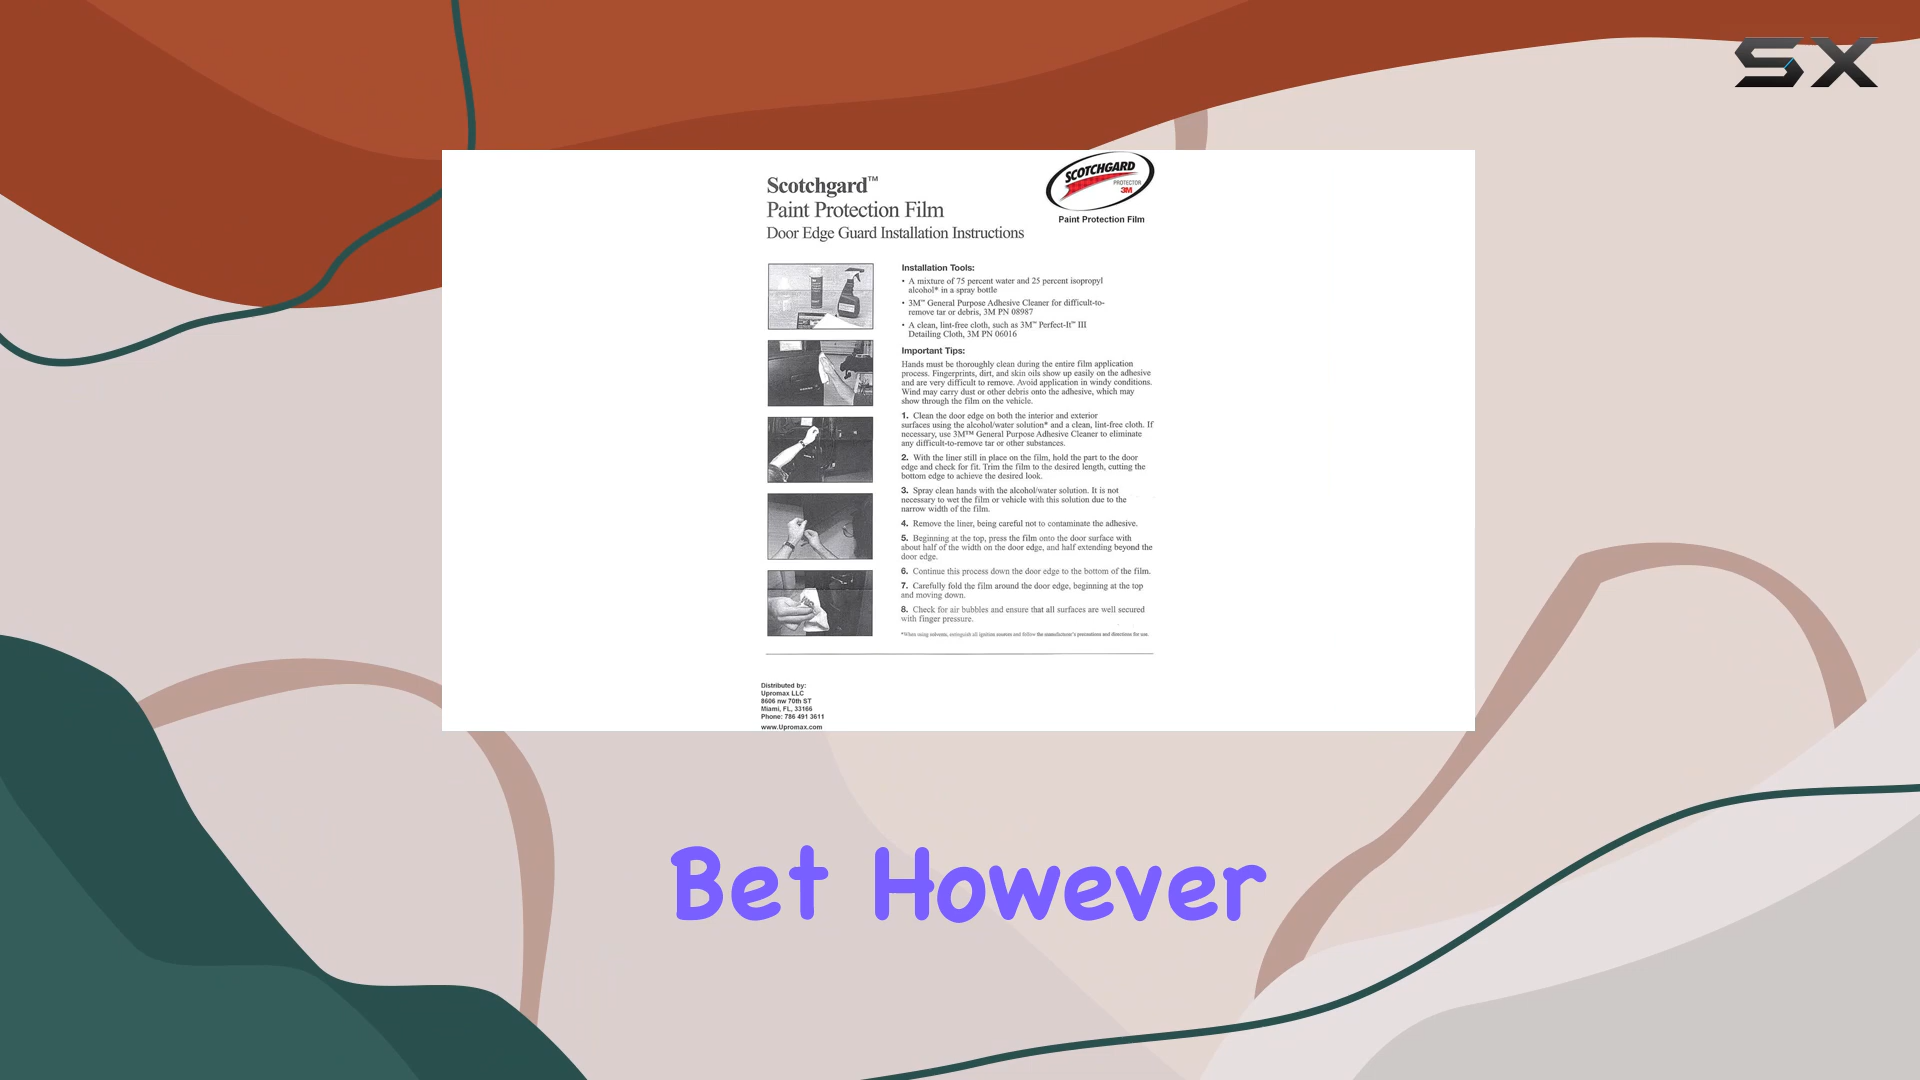 SX
SCOTCHGARD
PROTECTOR
3M
Paint Protection Film
Scotchgard™
Paint Protection Film
Door Edge Guard Installation Instructions
Installation Tools:
• A mixture of 75 percent water and 25 percent isopropyl
alcohol* in a spray bottle
• 3M™ General Purpose Adhesive Cleaner for difficult-to-
remove tar or debris, 3M PN 08987
• A clean, lint-free cloth, such as 3M™ Perfect-It™ III
Detailing Cloth, 3M PN 06016
Important Tips:
Hands must be thoroughly clean during the entire film application
process. Fingerprints, dirt, and skin oils show up easily on the adhesive
and are very difficult to remove. Avoid application in windy conditions.
Wind may carry dust or other debris onto the adhesive, which may
show through the film on the vehicle.
1. Clean the door edge on both the interior and exterior
surfaces using the alcohol/water solution* and a clean, lint-free cloth. If
necessary, use 3M™ General Purpose Adhesive Cleaner to eliminate
any difficult-to-remove tar or other substances.
2. With the liner still in place on the film, hold the part to the door
edge and check for fit. Trim the film to the desired length, cutting the
bottom edge to achieve the desired look.
3. Spray clean hands with the alcohol/water solution. It is not
necessary to wet the film or vehicle with this solution due to the
narrow width of the film.
4. Remove the liner, being careful not to contaminate the adhesive.
5. Beginning at the top, press the film onto the door surface with
about half of the width on the door edge, and half extending beyond the
door edge.
6. Continue this process down the door edge to the bottom of the film.
7. Carefully fold the film around the door edge, beginning at the top
and moving down.
8. Check for air bubbles and ensure that all surfaces are well secured
with finger pressure.
*When using solvents, extinguish all ignition sources and follow the manufacturer's precautions and directions for use.
Distributed by:
Upromax LLC
8606 nw 70th ST
Miami, FL, 33166
Phone: 786 491 3611
www.Upromax.com
Bet However